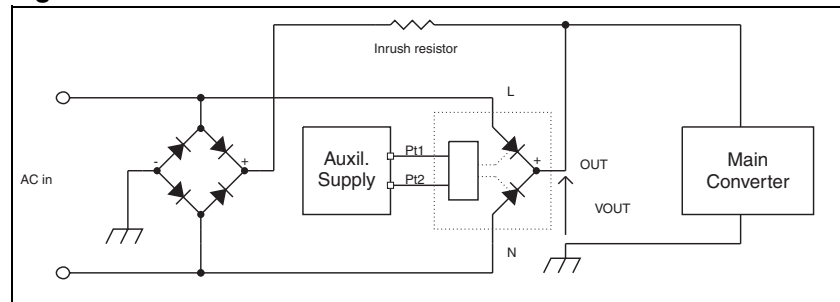 Inrush resistor
L
AC in
-
+
Auxil.
Supply
Pt1
Pt2
+
OUT
VOUT
N
Main
Converter